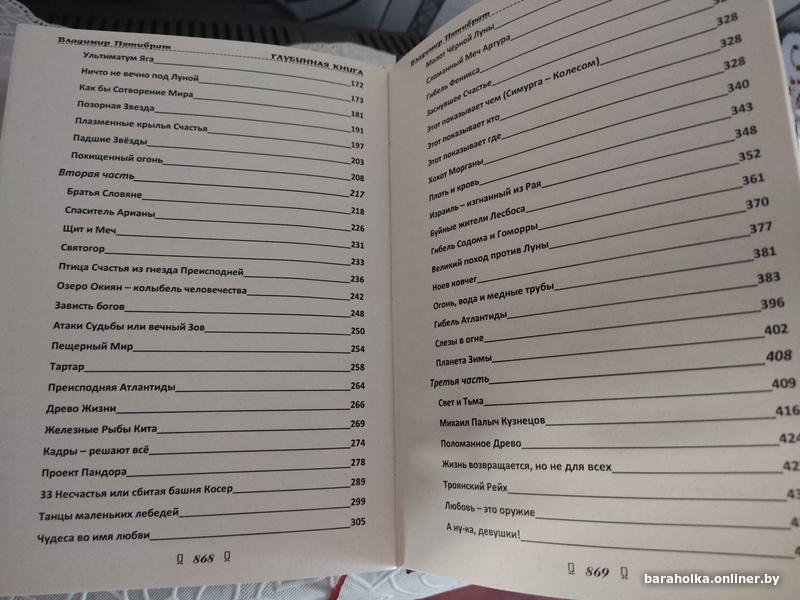 Владимир Пятибрат
ГЛУБИННАЯ КНИГА
Ультиматум Яга 172
Ничто не вечно под Луной 173
Как бы Сотворение Мира 181
Позорная Звезда 191
Плазменные крылья Счастья 197
Падшие Звёзды 203
Похищенный огонь 208
Вторая часть 217
Братья Словяне 218
Спаситель Арианы 226
Щит и Меч 231
Святогор 233
Птица Счастья из гнезда Преисподней 236
Озеро Окиян – колыбель человечества 242
Зависть богов 248
Атаки Судьбы или вечный Зов 250
Пещерный Мир 254
Тартар 258
Преисподняя Атлантиды 264
Древо Жизни 266
Железные Рыбы Кита 269
Кадры – решают всё 274
Проект Пандора 278
33 Несчастья или сбитая башня Косер 289
Танцы маленьких лебедей 299
Чудеса во имя любви 305
868
Владимир Пятибрат
Молот Чёрной Луны
Сломанный Меч Артура
Гибель Феникса
Заснувшее Счастье
Этот показывает чем (Симурга – Колесом) 328
Этот показывает кто 328
Этот показывает где 328
Хохот Морганы 340
Плоть и кровь 343
Израиль – изгнанный из Рая 348
Буйные жители Лесбоса 352
Гибель Содома и Гоморры 361
Великий поход против Луны 370
Ноев ковчег 377
Огонь, вода и медные трубы 381
Гибель Атлантиды 383
Слезы в огне 396
Планета Зимы 402
Третья часть 408
Свет и Тьма 409
Михаил Палыч Кузнецов 416
Поломанное Древо 424
Жизнь возвращается, но не для всех
Троянский Рейх
Любовь – это оружие
А ну-ка, девушки!
869
baraholka.onliner.by